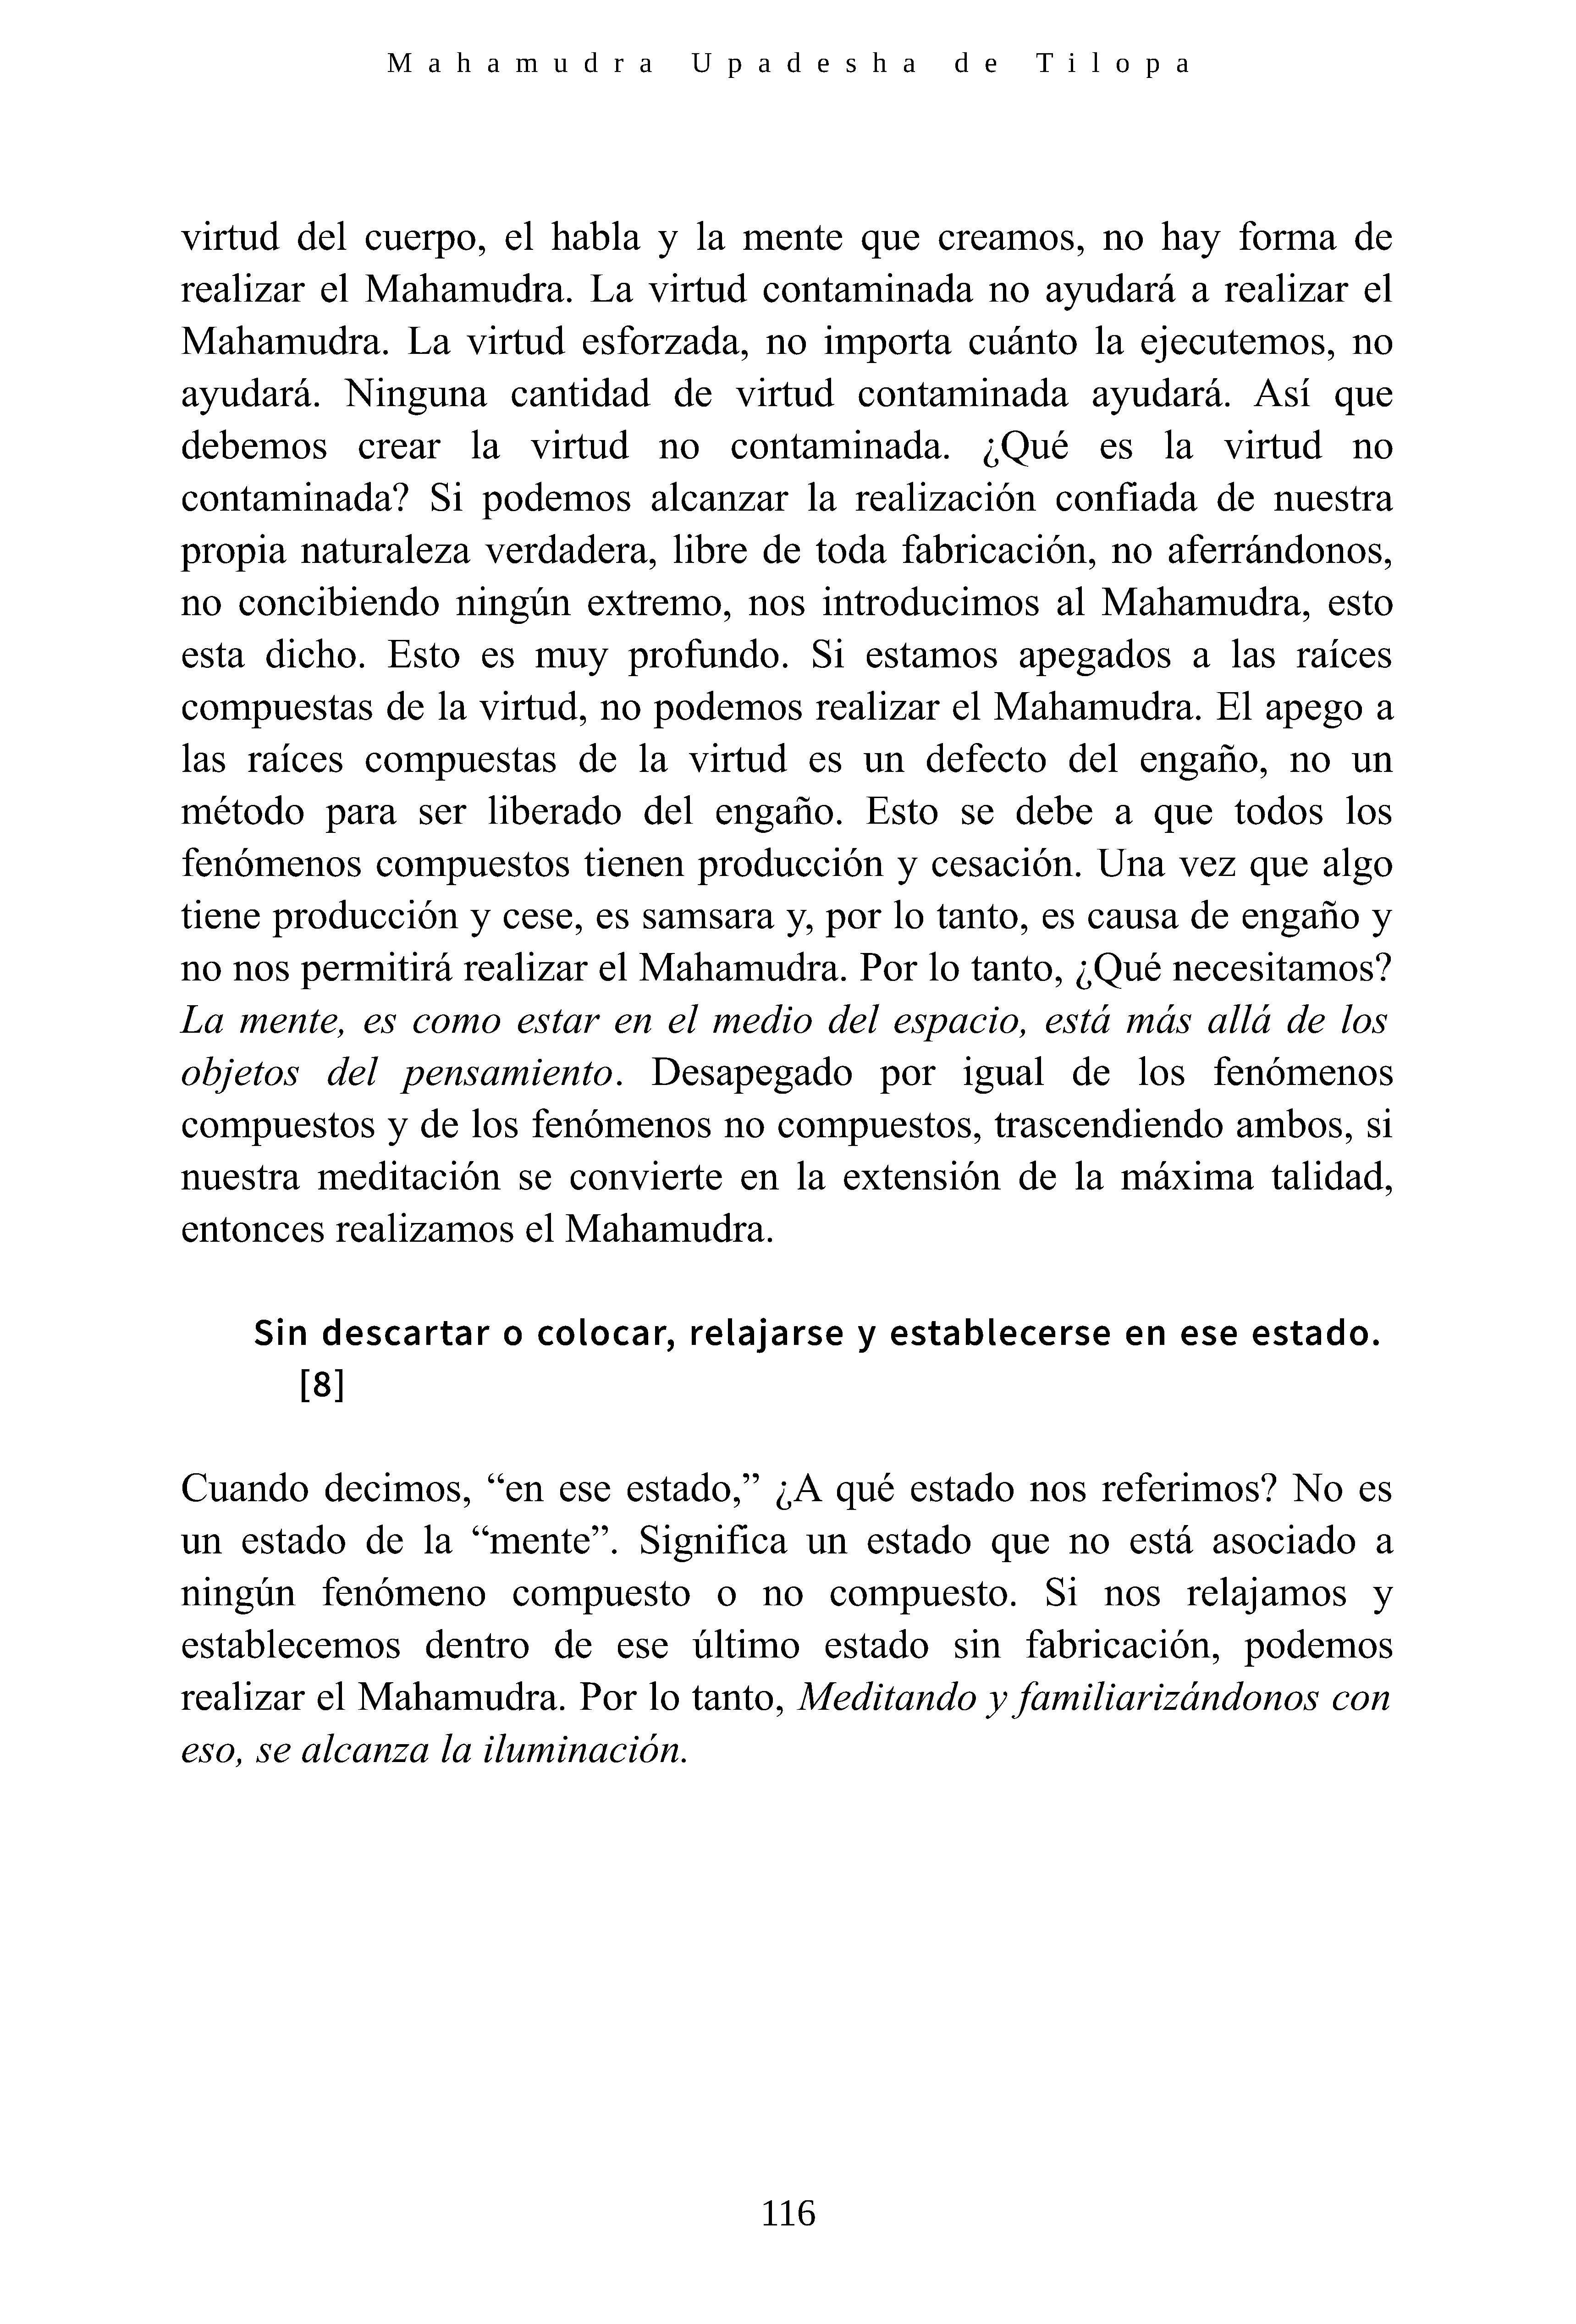 Mahamudra Upadesha de Tilopa
virtud del cuerpo, el habla y la mente que creamos, no hay forma de
realizar el Mahamudra. La virtud contaminada no ayudará a realizar el
Mahamudra. La virtud esforzada, no importa cuánto la ejecutemos, no
ayudará. Ninguna cantidad de virtud contaminada ayudará. Así que
debemos crear la virtud no contaminada. ¿Qué es la virtud no
contaminada? Si podemos alcanzar la realización confiada de nuestra
propia naturaleza verdadera, libre de toda fabricación, no aferrándonos,
no concibiendo ningún extremo, nos introducimos al Mahamudra, esto
esta dicho. Esto es muy profundo. Si estamos apegados a las raíces
compuestas de la virtud, no podemos realizar el Mahamudra. El apego a
las raíces compuestas de la virtud es un defecto del engaño, no un
método para ser liberado del engaño. Esto se debe a que todos los
fenómenos compuestos tienen producción y cesación. Una vez que algo
tiene producción y cese, es samsara y, por lo tanto, es causa de engaño y
no nos permitirá realizar el Mahamudra. Por lo tanto, ¿Qué necesitamos?
La mente, es como estar en el medio del espacio, está más allá de los
objetos del pensamiento. Desapegado por igual de los fenómenos
compuestos y de los fenómenos no compuestos, trascendiendo ambos, si
nuestra meditación se convierte en la extensión de la máxima talidad,
entonces realizamos el Mahamudra.
Sin descartar o colocar, relajarse y establecerse en ese estado.
[8]
Cuando decimos, “en ese estado,” ¿A qué estado nos referimos? No es
un estado de la “mente”. Significa un estado que no está asociado a
ningún fenómeno compuesto o no compuesto. Si nos relajamos y
establecemos dentro de ese último estado sin fabricación, podemos
realizar el Mahamudra. Por lo tanto, Meditando y familiarizándonos con
eso, se alcanza la iluminación.
116